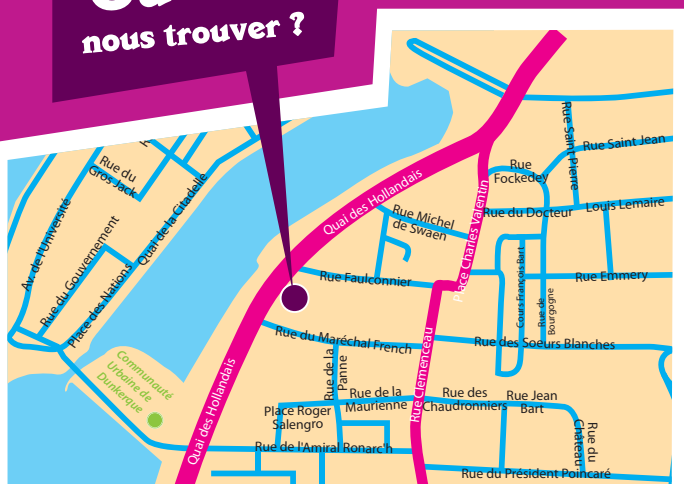 nous trouver ?
Rue du
Gros Jack
Av. de l'Université
Rue du Gouvernement
Place des Nations
Quai de la Citadelle
Communauté
Urbaine de
Dunkerque
Quai des Hollandais
Quai des Hollandais
Rue Michel
de Swaen
Rue Faulconnier
Rue du Maréchal French
Rue de la
Panne
Rue de la
Maurienne
Place Roger
Salengro
Rue de l'Amiral Ronarc'h
Rue Clemenceau
Place Charles Valentin
Rue
Fockedey
Rue Saint Pierre
Rue Saint Jean
Rue du Docteur
Louis Lemaire
Cours François Bart
Rue de
Bourgogne
Rue Emmery
Rue des Soeurs Blanches
Rue des
Chaudronniers
Rue Jean
Bart
Rue du
Château
Rue du Président Poincaré